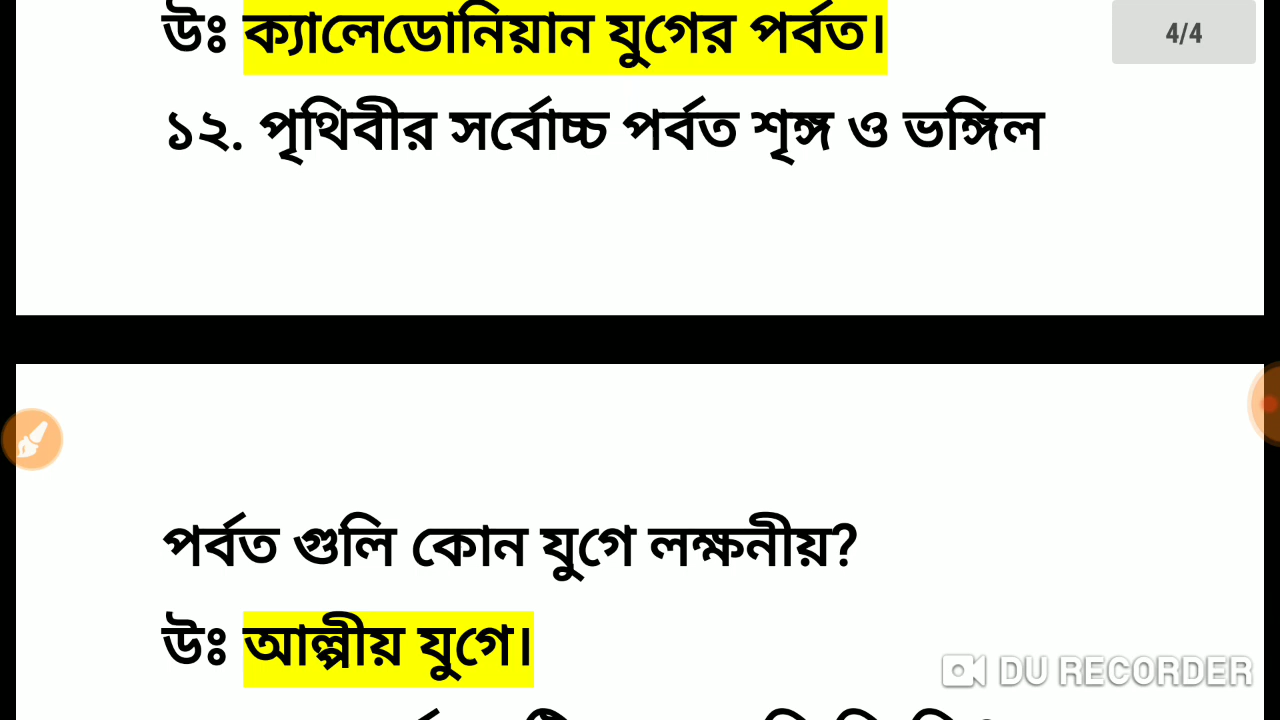 উঃ ক্যালেডোনিয়ান যুগের পর্বত।
4/4
১২. পৃথিবীর সর্বোচ্চ পর্বত শৃঙ্গ ও ভঙ্গিল
পর্বত গুলি কোন যুগে লক্ষনীয়?
উঃ আল্পীয় যুগে।
DU RECORDER